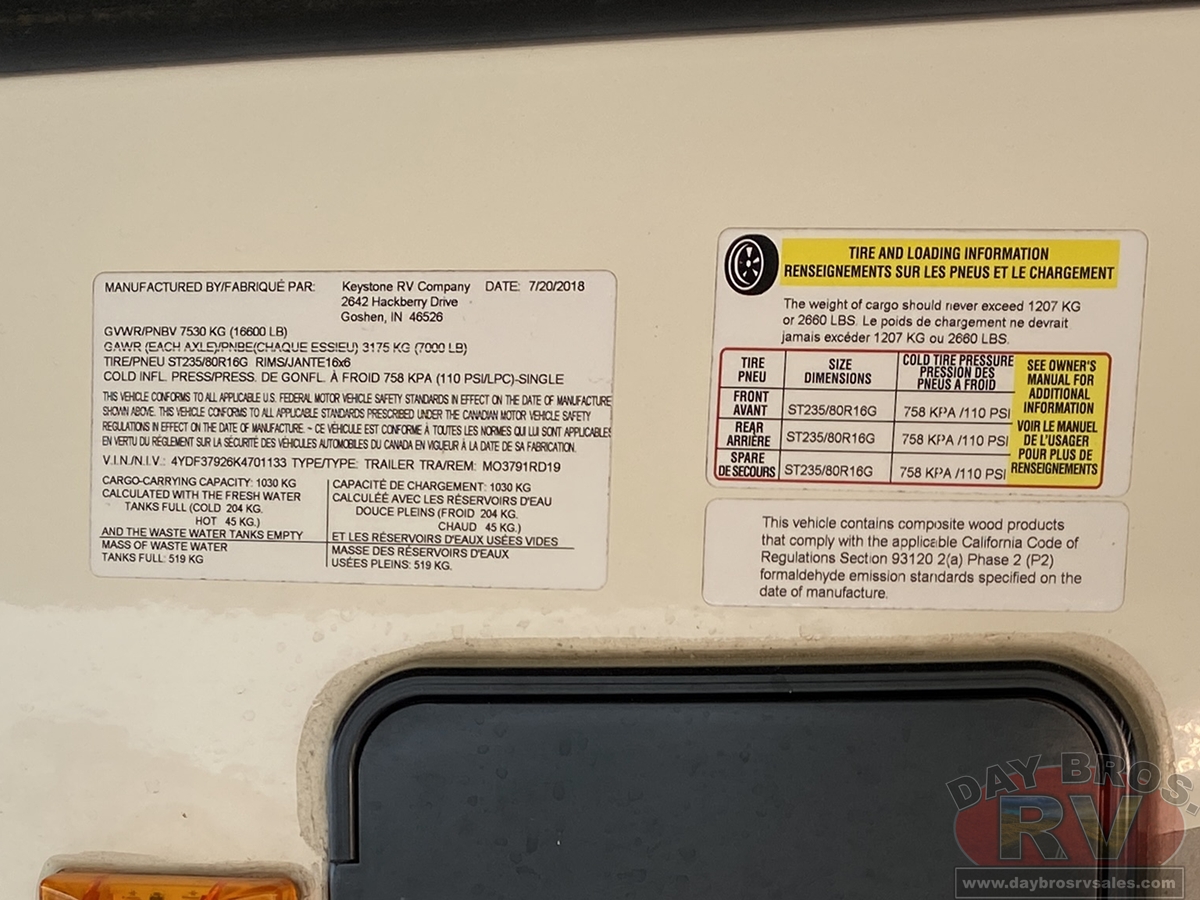 MANUFACTURED BY/FABRIQUÉ PAR: Keystone RV Company DATE: 7/20/2018
2642 Hackberry Drive
Goshen, IN 46526
GVWR/PNBV 7530 KG (16600 LB)
GAWR (EACH AXLE)/PNBE(CHAQUE ESSIEU) 3175 KG (7000 LB)
TIRE/PNEU ST235/80R16G RIMS/JANTE16x6
COLD INFL. PRESS/PRESS. DE GONFL. À FROID 758 KPA (110 PSI/LPC)-SINGLE
THIS VEHICLE CONFORMS TO ALL APPLICABLE U.S. FEDERAL MOTOR VEHICLE SAFETY STANDARDS IN EFFECT ON THE DATE OF MANUFACTURE
SHOWN ABOVE. THIS VEHICLE CONFORMS TO ALL APPLICABLE STANDARDS PRESCRIBED UNDER THE CANADIAN MOTOR VEHICLE SAFETY
REGULATIONS IN EFFECT ON THE DATE OF MANUFACTURE. ~ CE VÉHICULE EST CONFORME À TOUTES LES NORMES QUI LUI SONT APPLICABLES
EN VERTU DU RÈGLEMENT SUR LA SÉCURITÉ DES VÉHICLES AUTOMOBILES DU CANADA EN VIGUEUR À LA DATE DE SA FABRICATION.
V.I.N./N.I.V.: 4YDF37926K4701133 TYPE/TYPE: TRAILER TRA/REM: MO3791RD19
CARGO-CARRYING CAPACITY: 1030 KG
CALCULATED WITH THE FRESH WATER
TANKS FULL (COLD 204 KG.
HOT 45 KG.)
AND THE WASTE WATER TANKS EMPTY
MASS OF WASTE WATER
TANKS FULL: 519 KG
CAPACITÉ DE CHARGEMENT: 1030 KG
CALCULÉE AVEC LES RÉSERVOIRS D'EAU
DOUCE PLEINS (FROID 204 KG.
CHAUD 45 KG.)
ET LES RÉSERVOIRS D'EAUX USÉES VIDES
MASSE DES RÉSERVOIRS D'EAUX
USÉES PLEINS: 519 KG.
TIRE AND LOADING INFORMATION
RENSEIGNEMENTS SUR LES PNEUS ET LE CHARGEMENT
The weight of cargo should never exceed 1207 KG
or 2660 LBS. Le poids de chargement ne devrait
jamais excéder 1207 KG ou 2660 LBS.
TIRE
PNEU
SIZE
DIMENSIONS
COLD TIRE PRESSURE
PRESSION DES
PNEUS A FROID
FRONT
AVANT
ST235/80R16G
758 KPA /110 PSI
REAR
ARRIÈRE
ST235/80R16G
758 KPA /110 PSI
SPARE
DE SECOURS
ST235/80R16G
758 KPA /110 PSI
SEE OWNER'S
MANUAL FOR
ADDITIONAL
INFORMATION
VOIR LE MANUEL
DE L'USAGER
POUR PLUS DE
RENSEIGNEMENTS
This vehicle contains composite wood products
that comply with the applicable California Code of
Regulations Section 93120 2(a) Phase 2 (P2)
formaldehyde emission standards specified on the
date of manufacture.
DAY BROS.
RV
www.daybrosrvsales.com